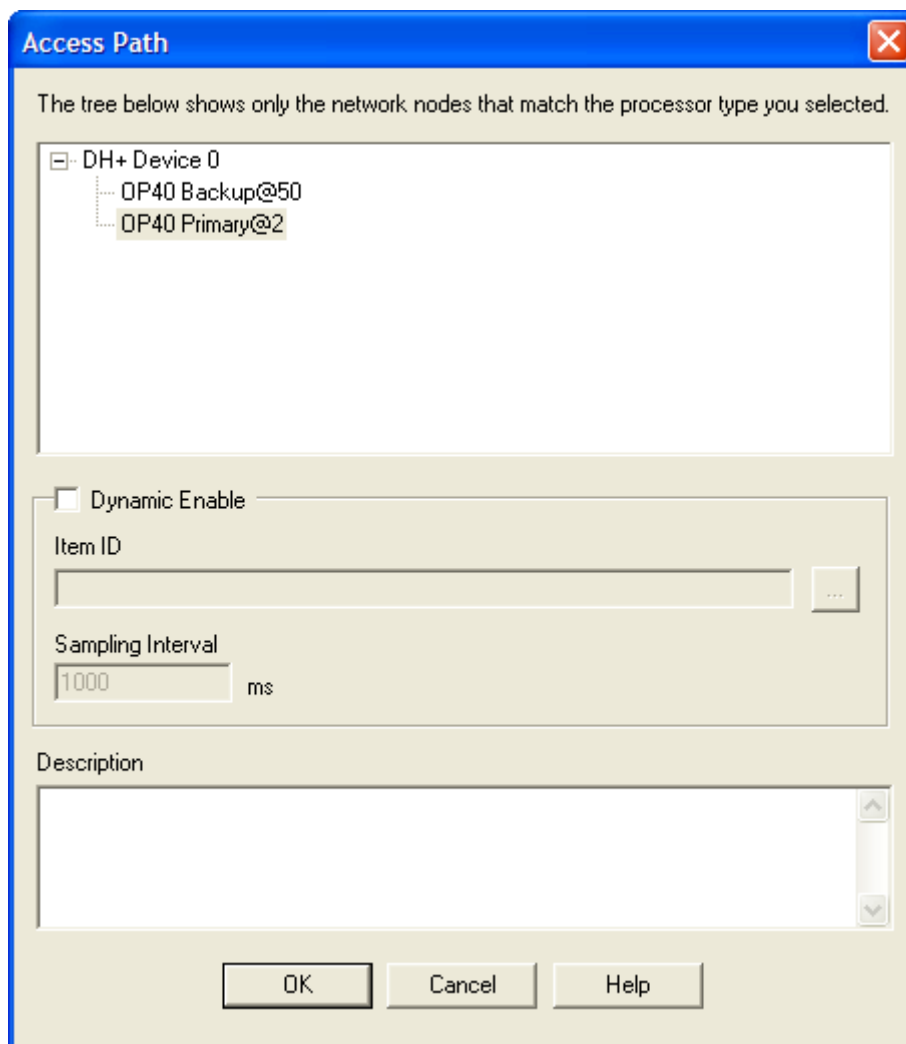 Access Path
The tree below shows only the network nodes that match the processor type you selected.
DH+ Device 0
OP40 Backup@50
OP40 Primary@2
Dynamic Enable
Item ID
...
Sampling Interval
1000 ms
Description
OK Cancel Help